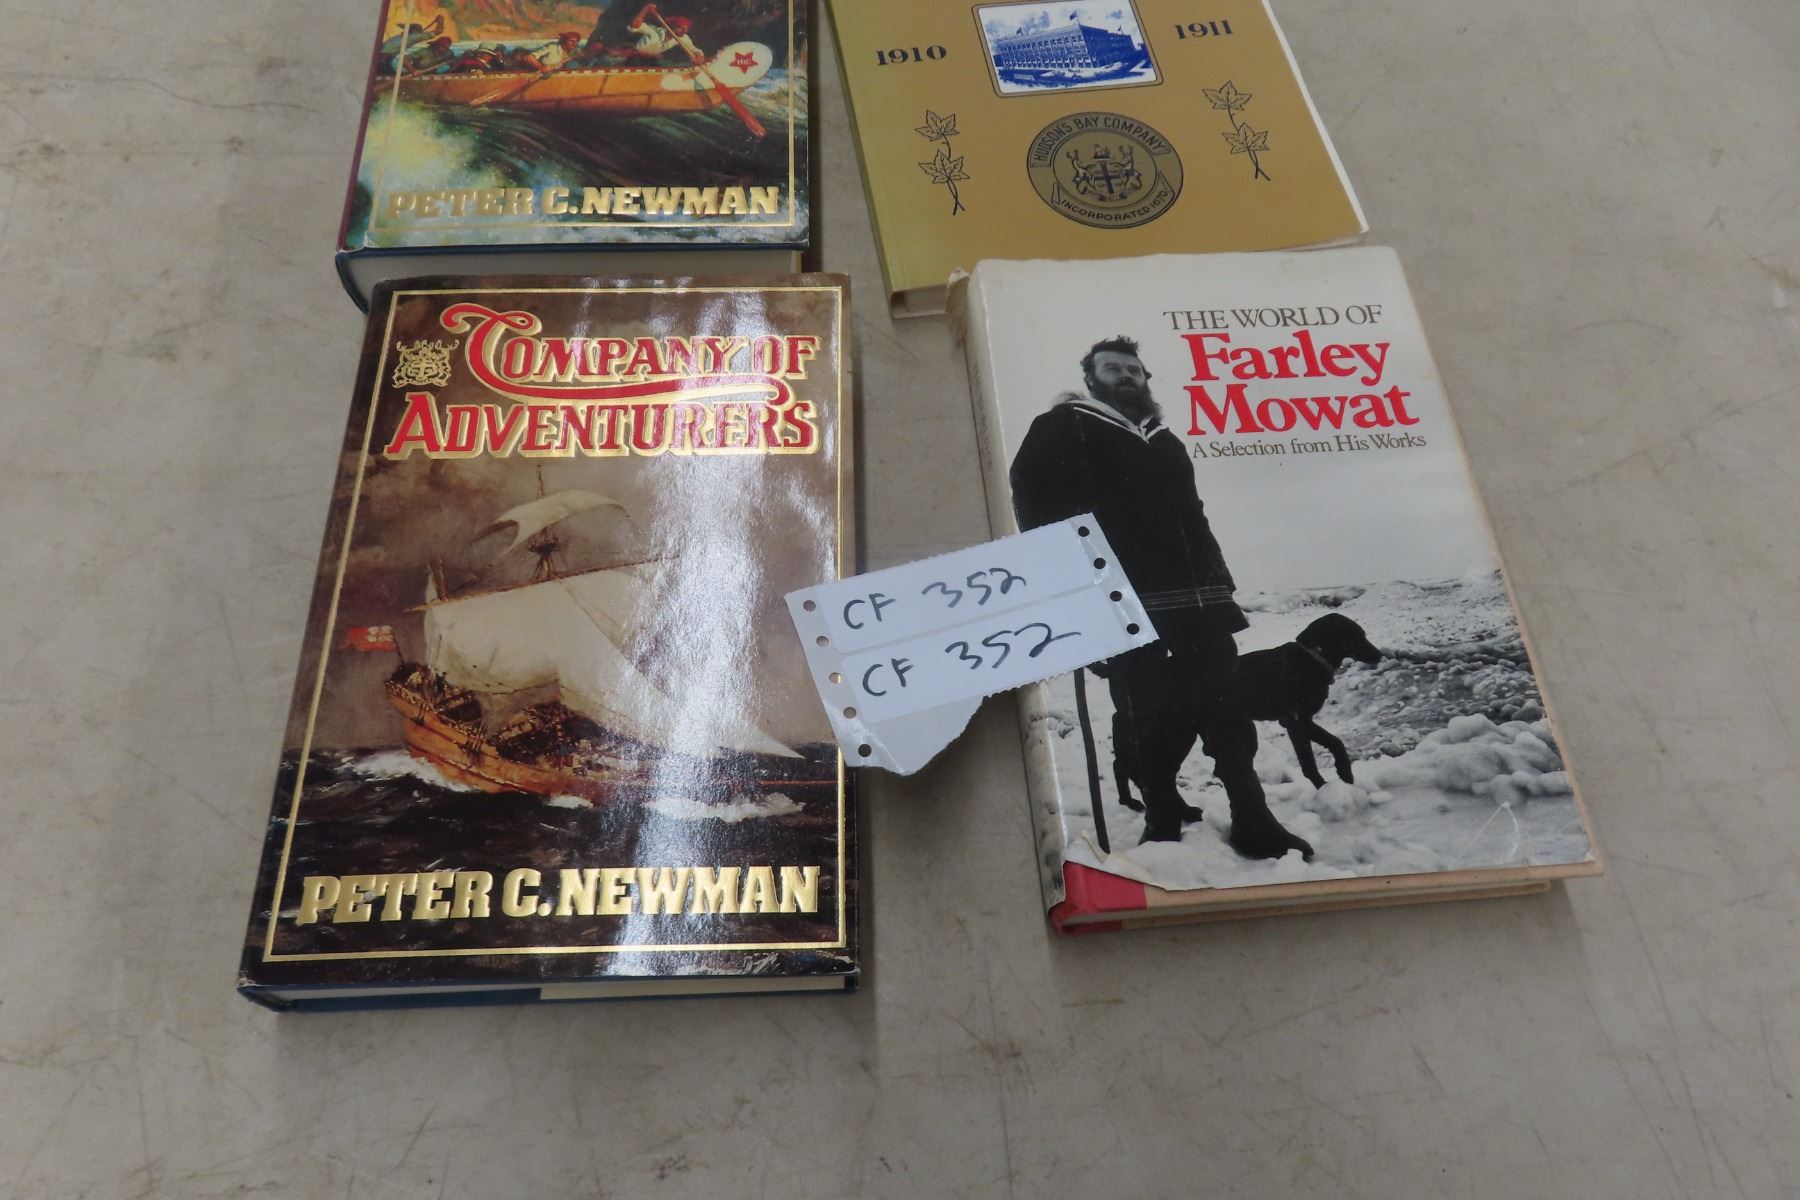 PETER C. NEWMAN
1910
1911
HUDSON'S BAY COMPANY
INCORPORATED 1670
COMPANY OF
ADVENTURERS
PETER C. NEWMAN
THE WORLD OF
Farley
Mowat
A Selection from His Works
CF 352
CF 352